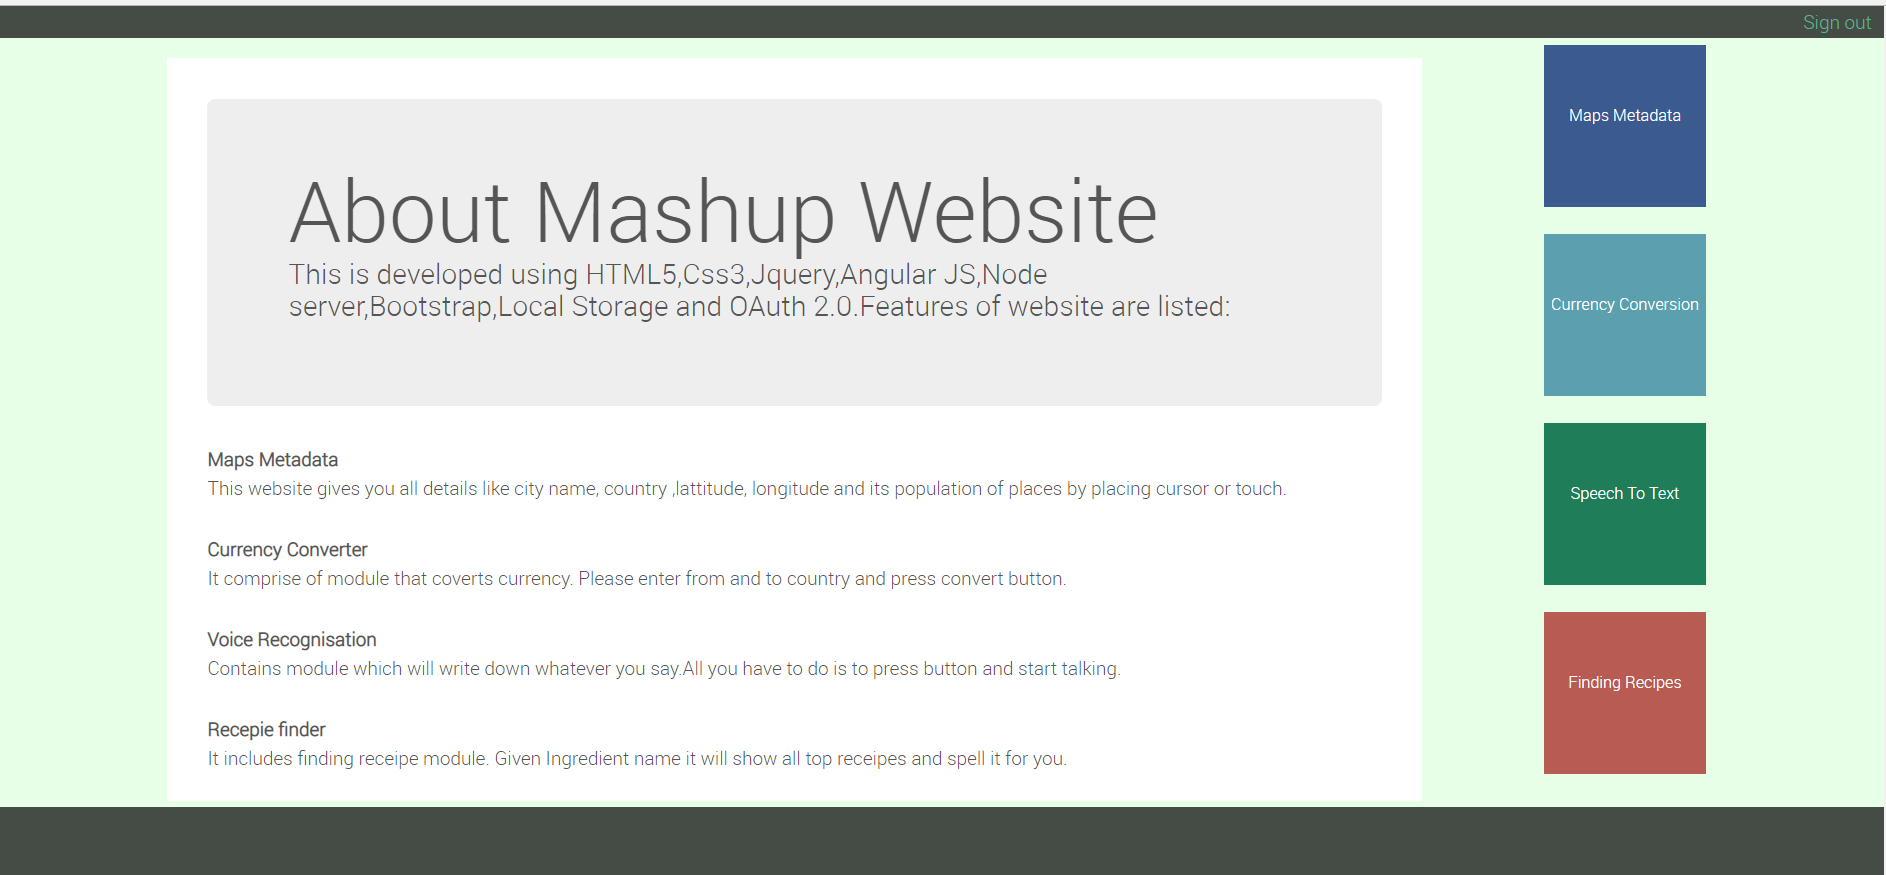 Sign out
About Mashup Website
This is developed using HTML5,Css3,Jquery,Angular JS,Node
server,Bootstrap,Local Storage and OAuth 2.0.Features of website are listed:
Maps Metadata
This website gives you all details like city name, country ,lattitude, longitude and its population of places by placing cursor or touch.
Currency Converter
It comprise of module that coverts currency. Please enter from and to country and press convert button.
Voice Recognisation
Contains module which will write down whatever you say.All you have to do is to press button and start talking.
Recepie finder
It includes finding receipe module. Given Ingredient name it will show all top receipes and spell it for you.
Maps Metadata
Currency Conversion
Speech To Text
Finding Recipes